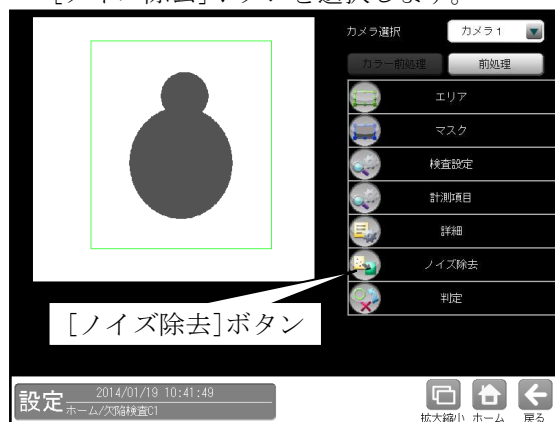 [ノイズ除去]ボタンを選択します。
カメラ選択
カメラ1
カラー前処理
前処理
エリア
マスク
検査設定
計測項目
詳細
ノイズ除去
判定
[ノイズ除去]ボタン
設定
2014/01/19 10:41:49
ホーム/欠陥検査01
拡大縮小 ホーム 戻る